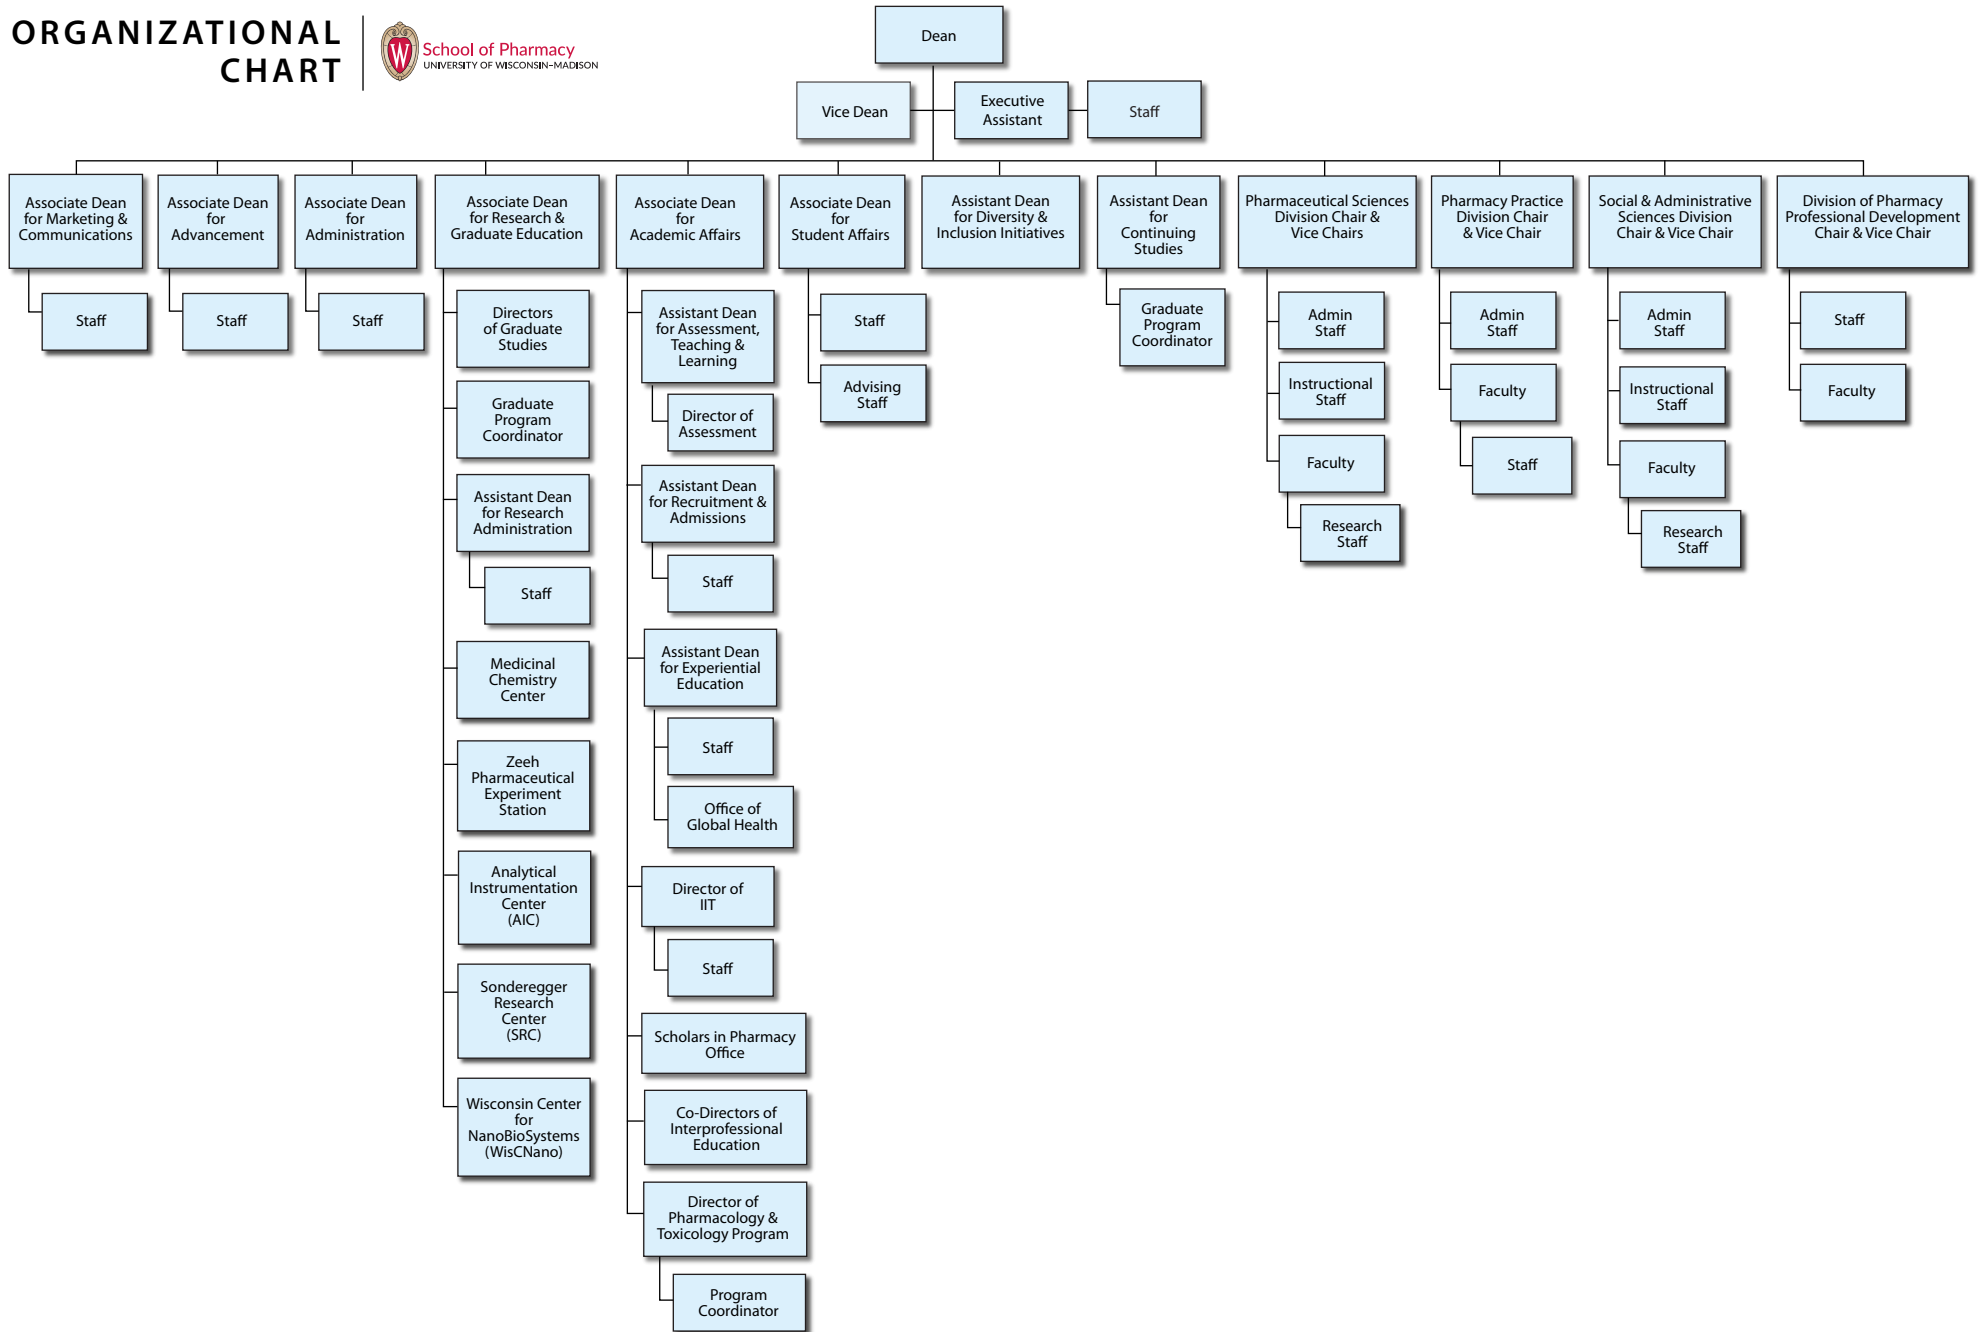 ORGANIZATIONAL
CHART
W
School of Pharmacy
UNIVERSITY OF WISCONSIN–MADISON
Dean
Vice Dean
Executive
Assistant
Staff
Associate Dean
for Marketing &
Communications
Staff
Associate Dean
for
Advancement
Staff
Associate Dean
for
Administration
Staff
Associate Dean
for Research &
Graduate Education
Directors
of Graduate
Studies
Graduate
Program
Coordinator
Assistant Dean
for Research
Administration
Staff
Medicinal
Chemistry
Center
Zeeh
Pharmaceutical
Experiment
Station
Analytical
Instrumentation
Center
(AIC)
Sonderegger
Research
Center
(SRC)
Wisconsin Center
for
NanoBioSystems
(WisCNano)
Associate Dean
for
Academic Affairs
Assistant Dean
for Assessment,
Teaching &
Learning
Director of
Assessment
Assistant Dean
for Recruitment &
Admissions
Staff
Assistant Dean
for Experiential
Education
Staff
Office of
Global Health
Director of
IIT
Staff
Scholars in Pharmacy
Office
Co-Directors of
Interprofessional
Education
Director of
Pharmacology &
Toxicology Program
Program
Coordinator
Associate Dean
for
Student Affairs
Staff
Advising
Staff
Assistant Dean
for Diversity &
Inclusion Initiatives
Assistant Dean
for
Continuing
Studies
Graduate
Program
Coordinator
Pharmaceutical Sciences
Division Chair &
Vice Chairs
Admin
Staff
Instructional
Staff
Faculty
Research
Staff
Pharmacy Practice
Division Chair
& Vice Chair
Admin
Staff
Faculty
Staff
Social & Administrative
Sciences Division
Chair & Vice Chair
Admin
Staff
Instructional
Staff
Faculty
Research
Staff
Division of Pharmacy
Professional Development
Chair & Vice Chair
Staff
Faculty